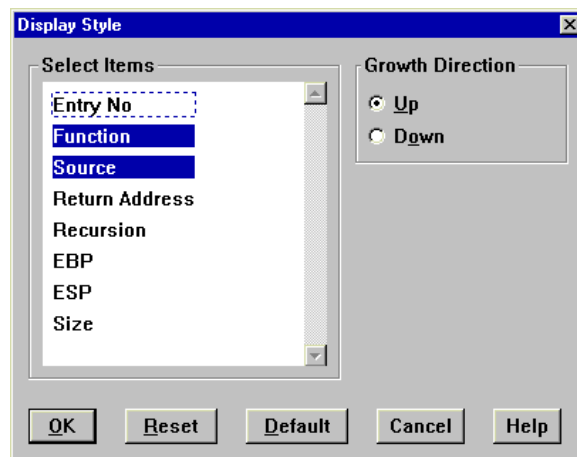 Display Style
Select Items
Entry No
Function
Source
Return Address
Recursion
EBP
ESP
Size
Growth Direction
Up
Down
OK
Reset
Default
Cancel
Help